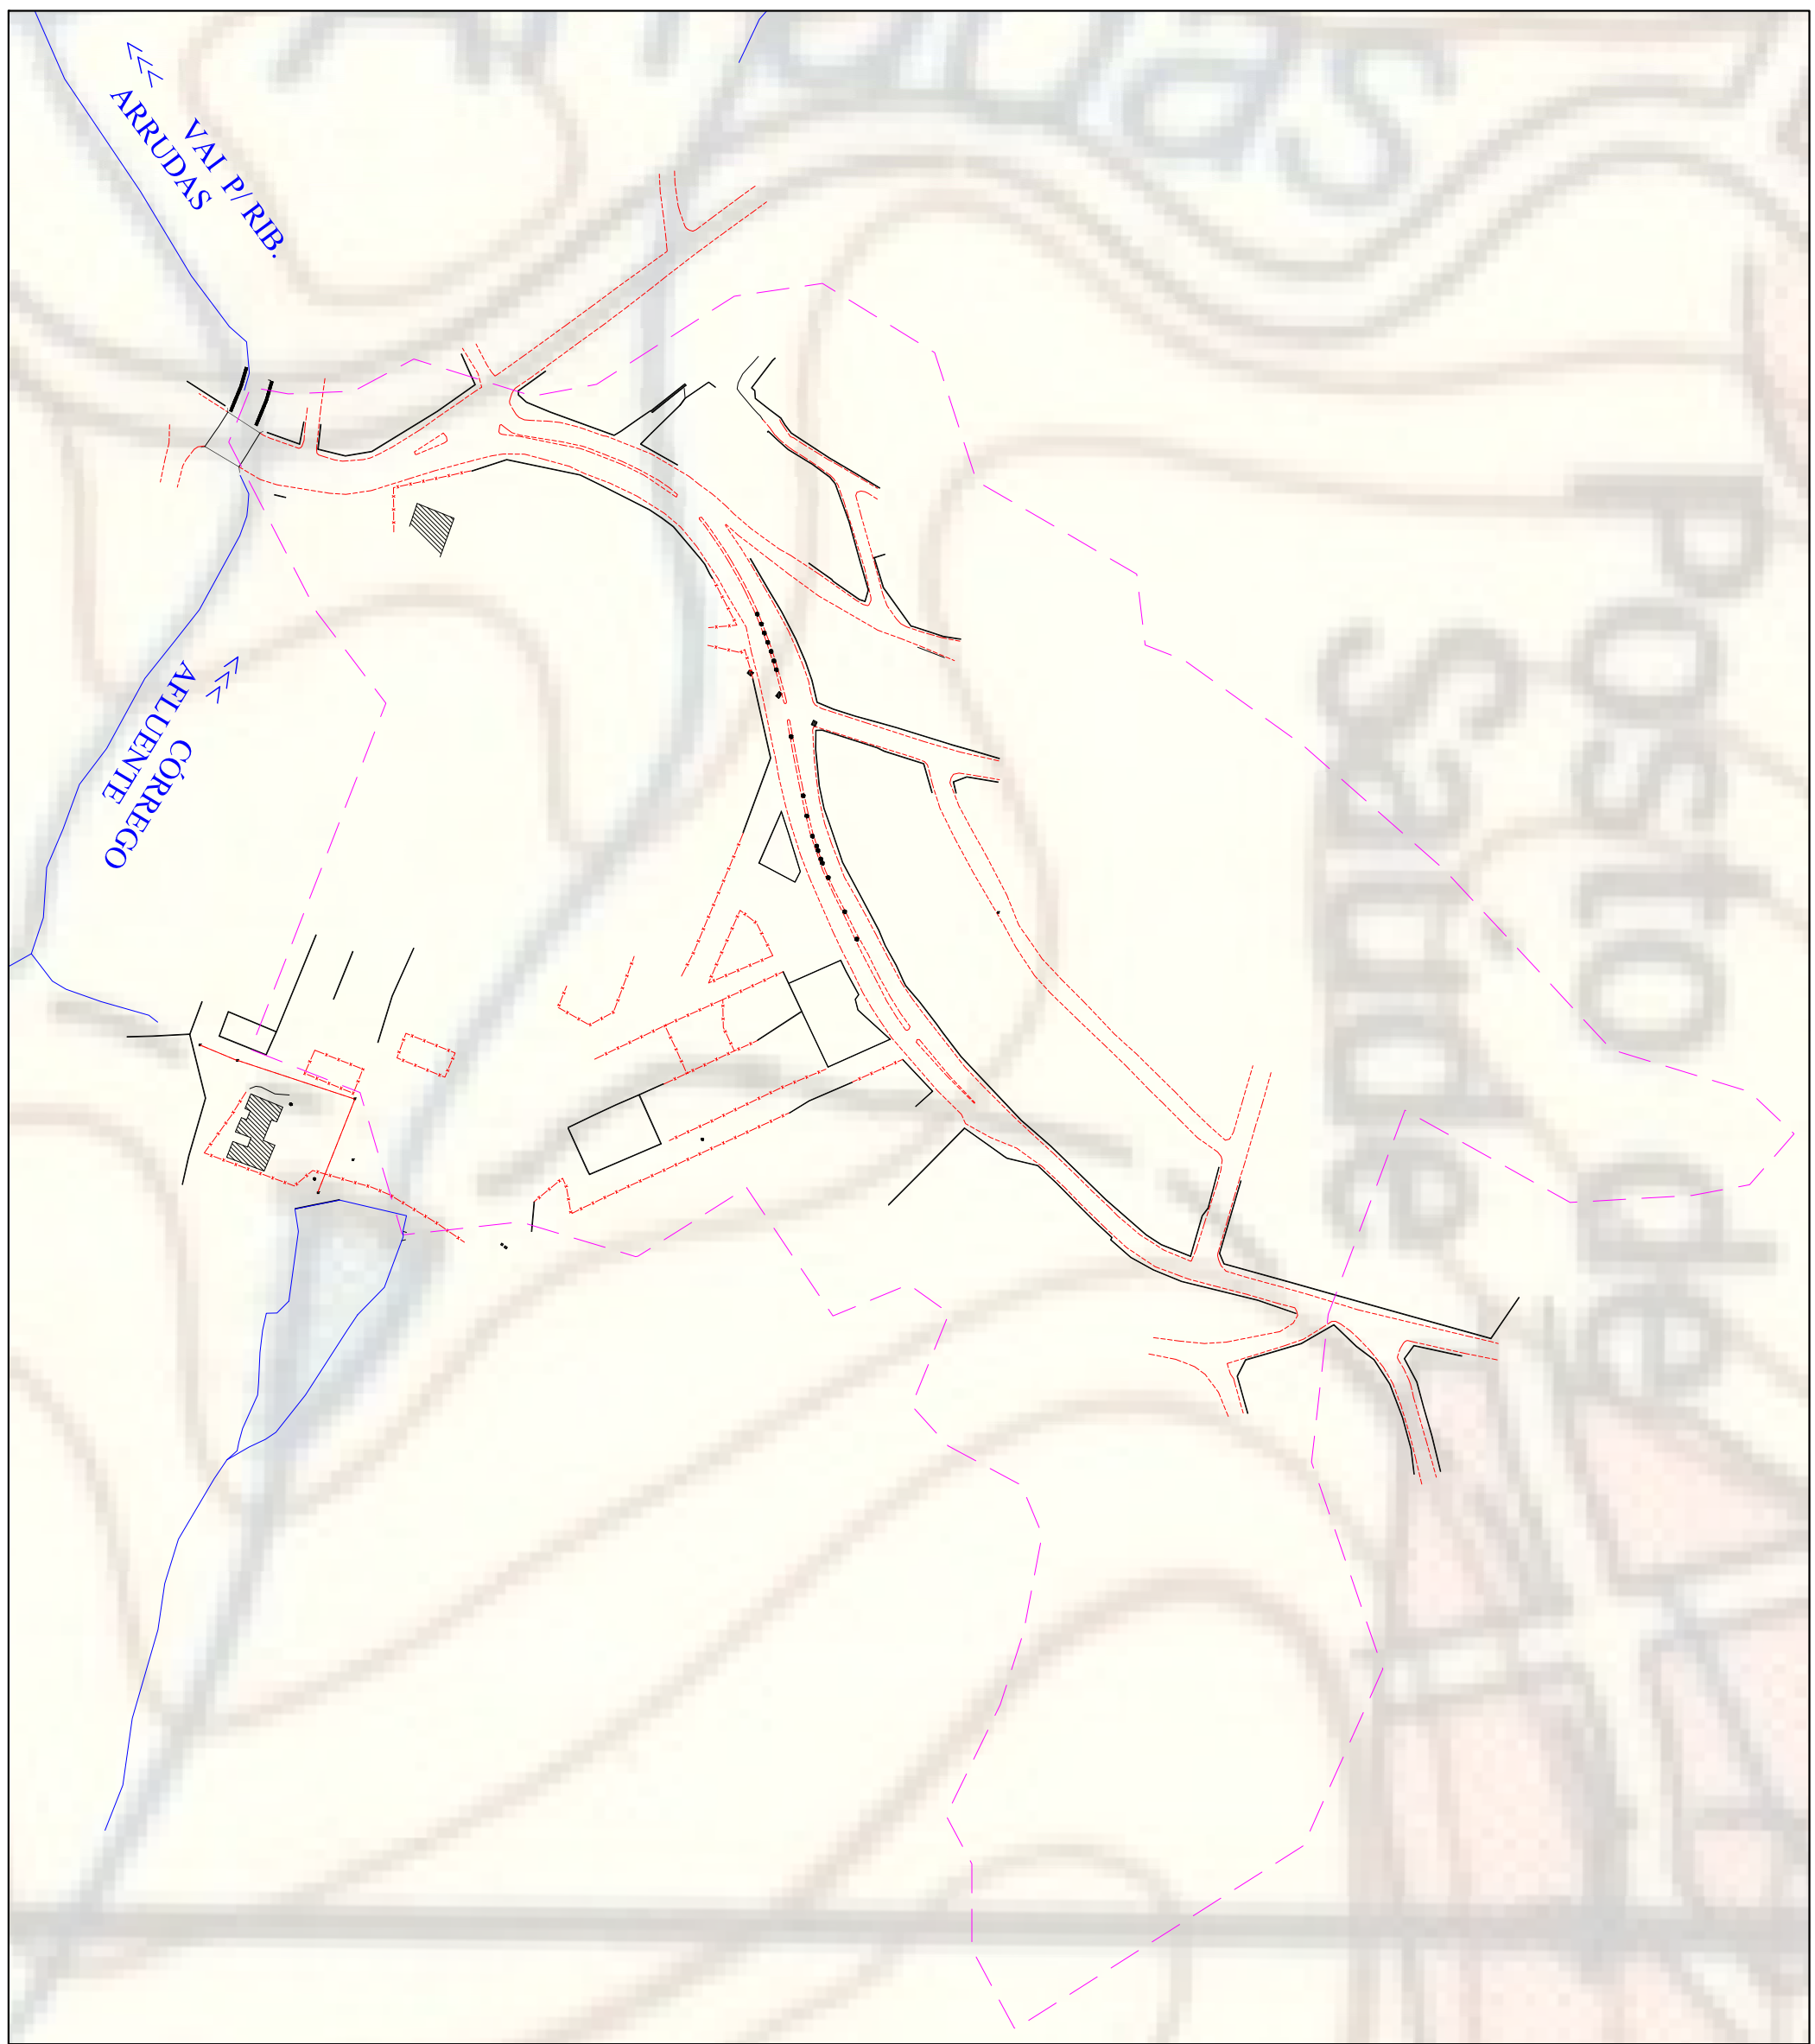 <<<
VAI P/ RIB.
ARRUDAS
<<<
CÓRREGO
AFLUENTE
Posto
Saúde
de